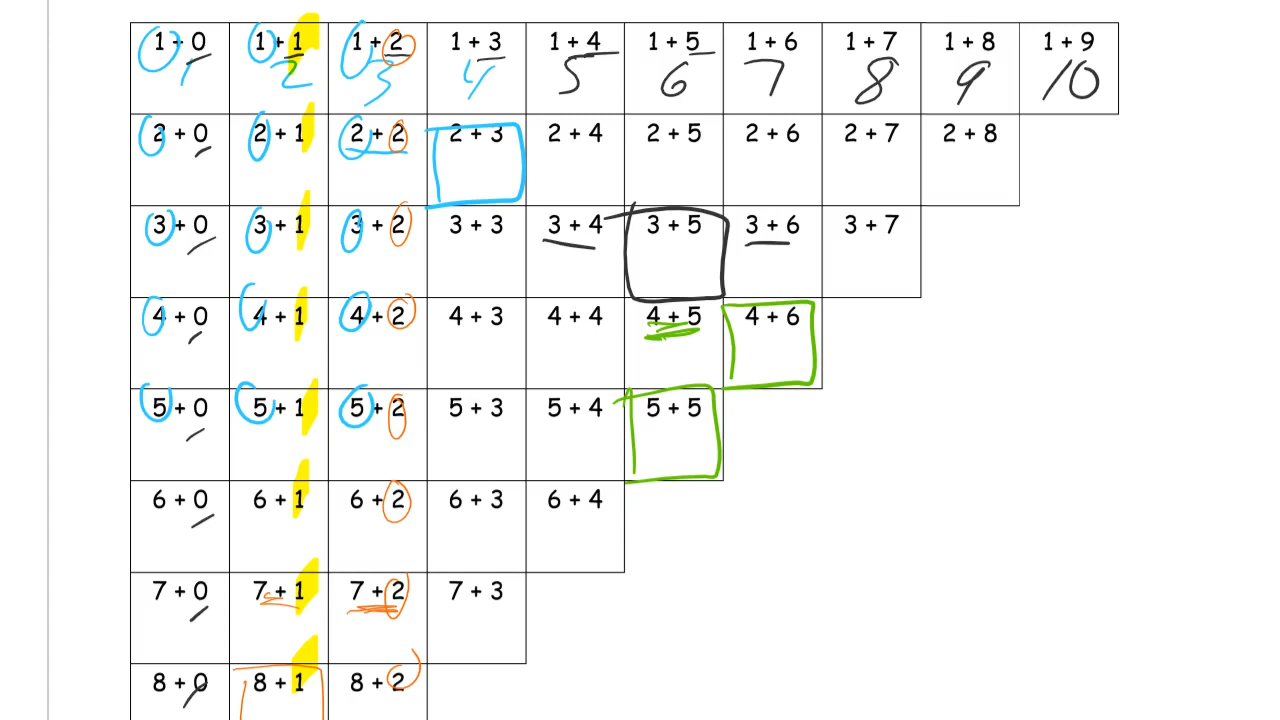 1 + 0 1 + 1 1 + 2 1 + 3 1 + 4 1 + 5 1 + 6 1 + 7 1 + 8 1 + 9
1 2 3 4 5 6 7 8 9 10
2 + 0 2 + 1 2 + 2 2 + 3 2 + 4 2 + 5 2 + 6 2 + 7 2 + 8
3 + 0 3 + 1 3 + 2 3 + 3 3 + 4 3 + 5 3 + 6 3 + 7
4 + 0 4 + 1 4 + 2 4 + 3 4 + 4 4 + 5 4 + 6
5 + 0 5 + 1 5 + 2 5 + 3 5 + 4 5 + 5
6 + 0 6 + 1 6 + 2 6 + 3 6 + 4
7 + 0 7 + 1 7 + 2 7 + 3
8 + 0 8 + 1 8 + 2